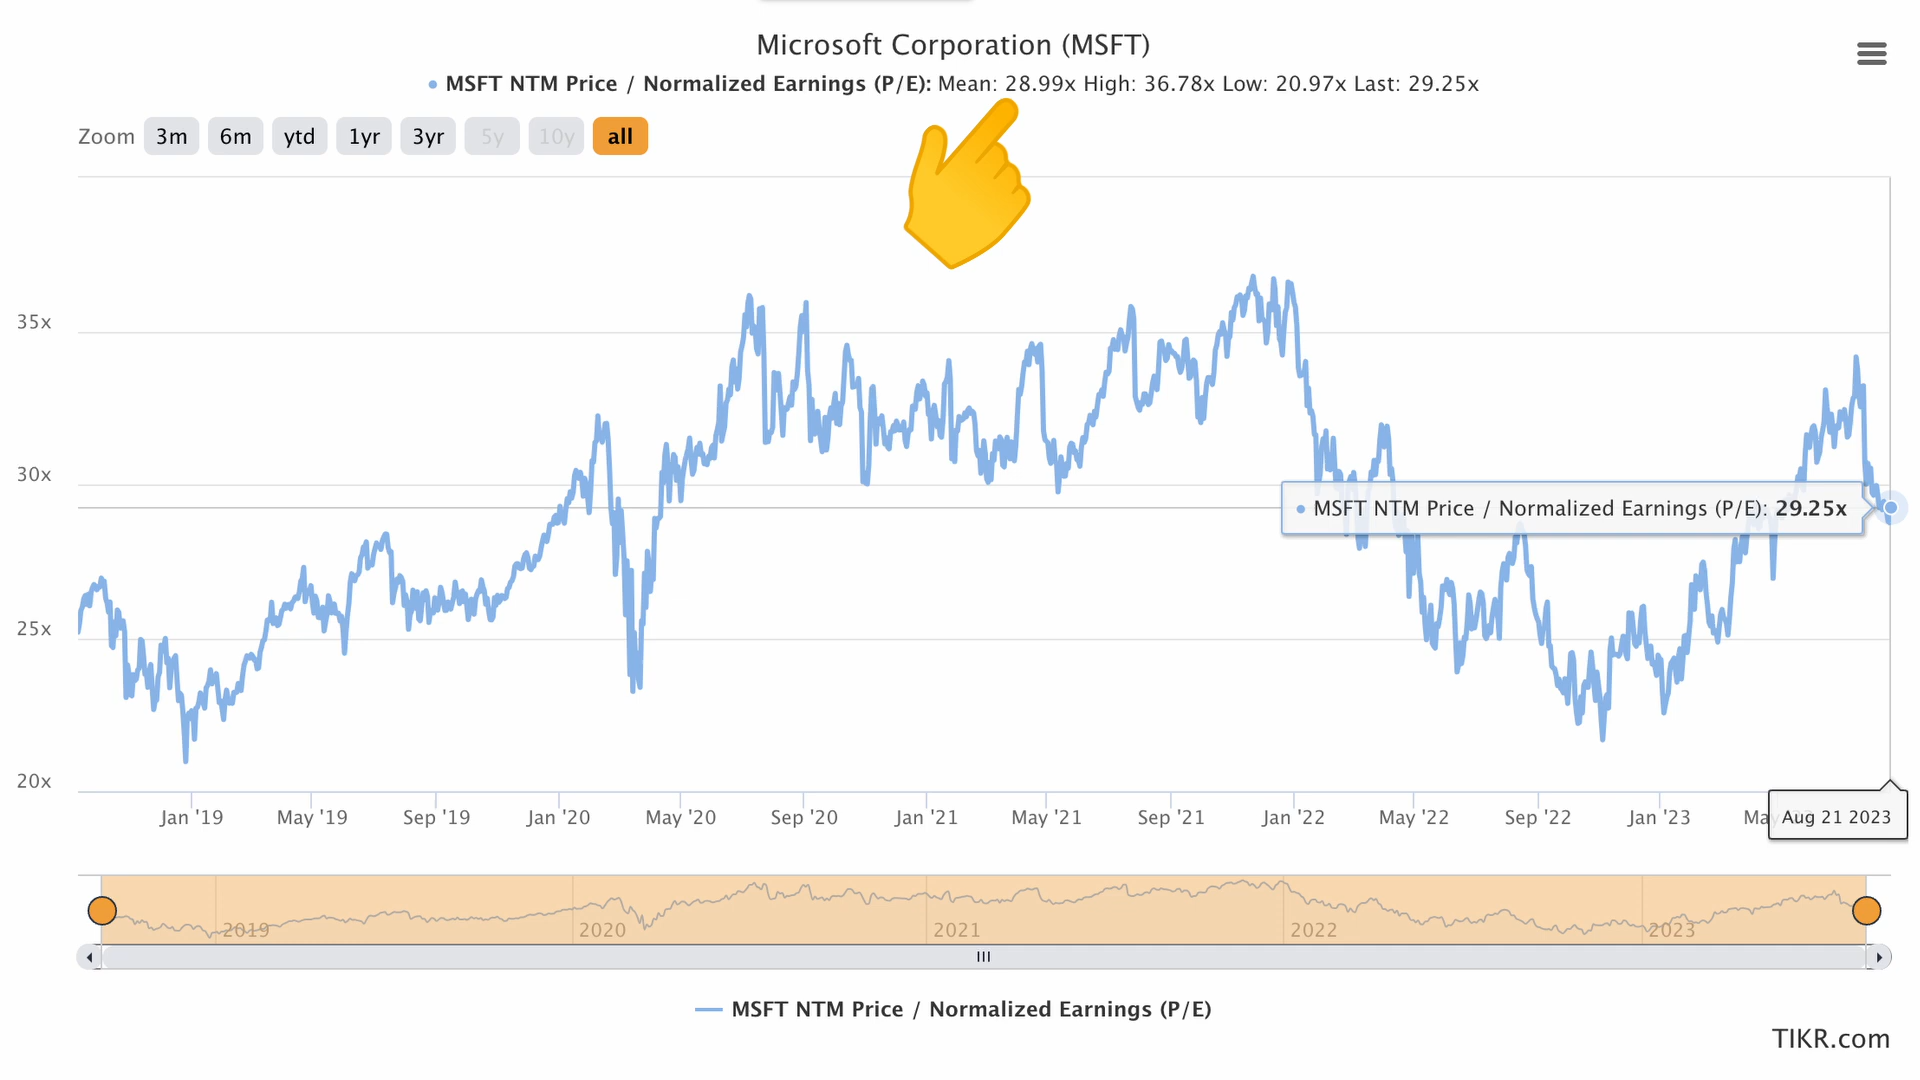 Microsoft Corporation (MSFT)
MSFT NTM Price / Normalized Earnings (P/E): Mean: 28.99x High: 36.78x Low: 20.97x Last: 29.25x
Zoom 3m 6m ytd 1yr 3yr 5y 10y all
35x
30x
MSFT NTM Price / Normalized Earnings (P/E): 29.25x
25x
20x
Jan '19 May '19 Sep '19 Jan '20 May '20 Sep '20 Jan '21 May '21 Sep '21 Jan '22 May '22 Sep '22 Jan '23
Aug 21 2023
2019 2020 2021 2022 2023
MSFT NTM Price / Normalized Earnings (P/E)
TIKR.com